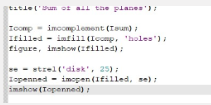 title('Sum of all the planes');
Icomp = imcomplement(Isum);
Ifilled = imfill(Icomp, 'holes');
figure, imshow(Ifilled);
se = strel('disk', 25);
Iopenned = imopen(Ifilled, se);
imshow(Iopenned);